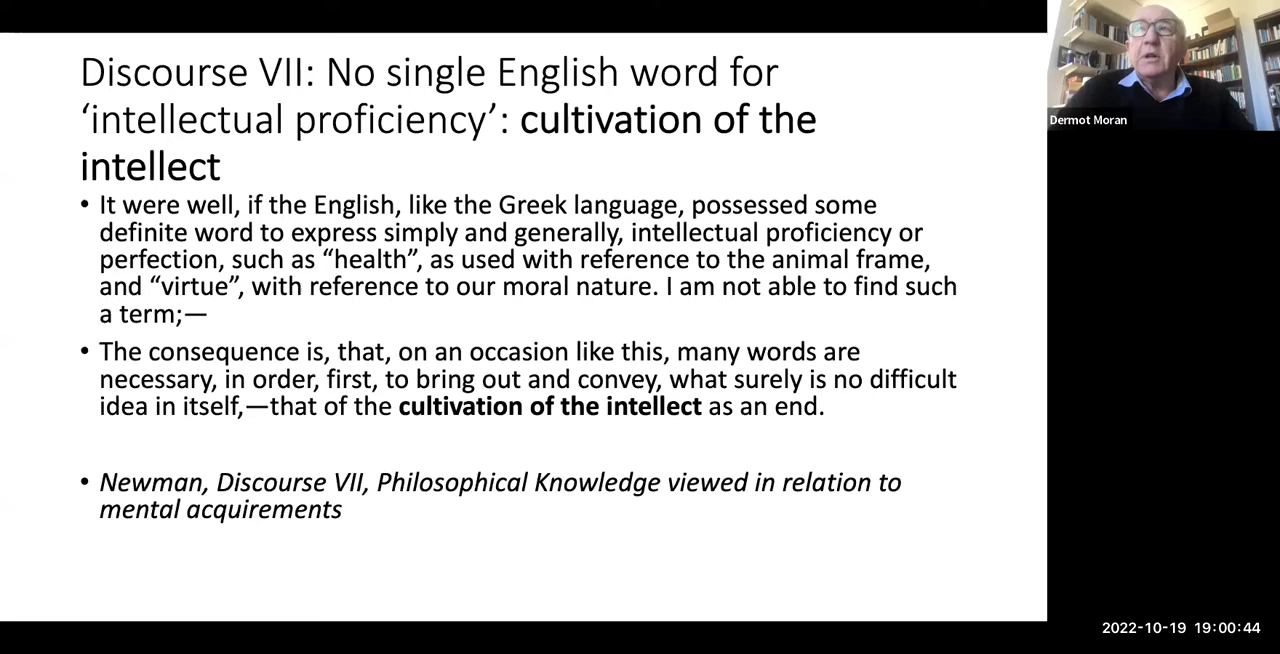 Discourse VII: No single English word for
‘intellectual proficiency’: cultivation of the
intellect
• It were well, if the English, like the Greek language, possessed some
definite word to express simply and generally, intellectual proficiency or
perfection, such as “health”, as used with reference to the animal frame,
and “virtue”, with reference to our moral nature. I am not able to find such
a term;—
• The consequence is, that, on an occasion like this, many words are
necessary, in order, first, to bring out and convey, what surely is no difficult
idea in itself,—that of the cultivation of the intellect as an end.
• Newman, Discourse VII, Philosophical Knowledge viewed in relation to
mental acquirements
Dermot Moran
2022-10-19 19:00:44